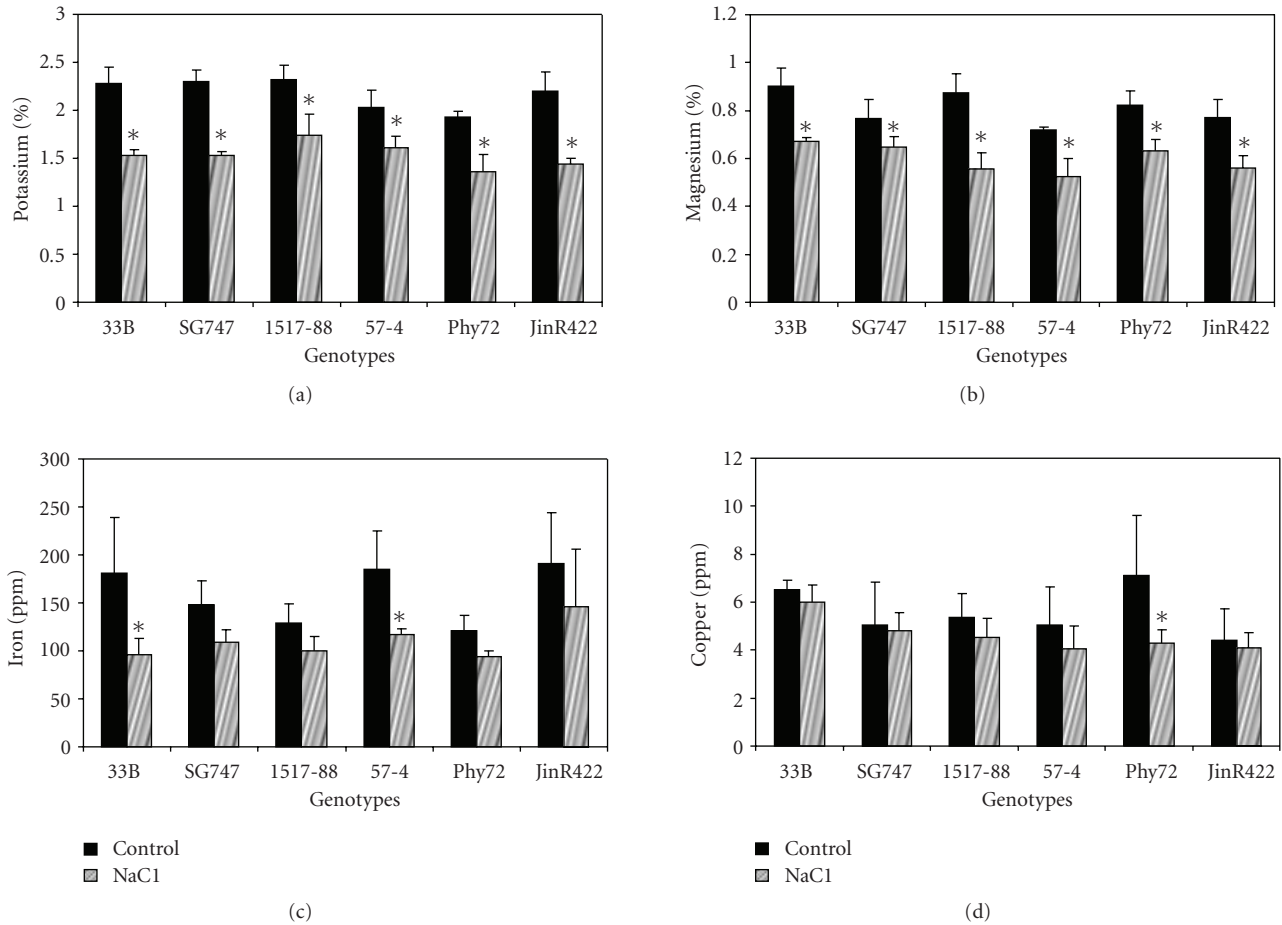 3
2.5
2
1.5
1
0.5
0
Potassium (%)
* * * * * *
33B SG747 1517-88 57-4 Phy72 JinR422
Genotypes
(a)
1.2
1
0.8
0.6
0.4
0.2
0
Magnesium (%)
* * * * * *
33B SG747 1517-88 57-4 Phy72 JinR422
Genotypes
(b)
300
250
200
150
100
50
0
Iron (ppm)
* *
33B SG747 1517-88 57-4 Phy72 JinR422
Genotypes
Control
NaC1
(c)
12
10
8
6
4
2
0
Copper (ppm)
*
33B SG747 1517-88 57-4 Phy72 JinR422
Genotypes
Control
NaC1
(d)